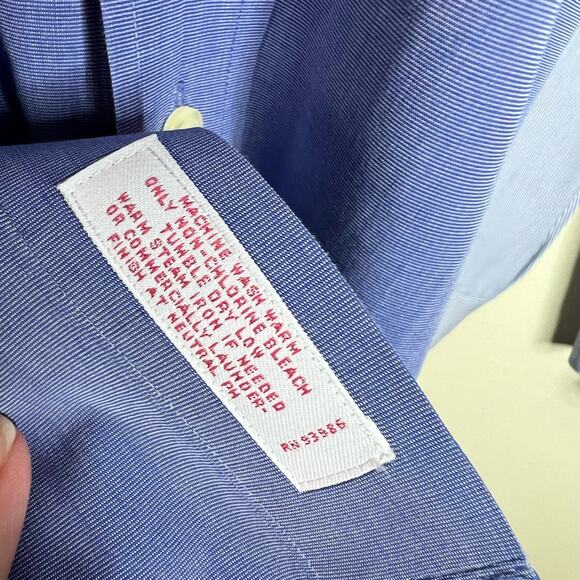 MACHINE WASH WARM
ONLY NON-CHLORINE BLEACH
TUMBLE DRY LOW
WARM STEAM IRON IF NEEDED
OR COMMERCIALLY LAUNDER-
FINISH AT NEUTRAL PH
RN 93986